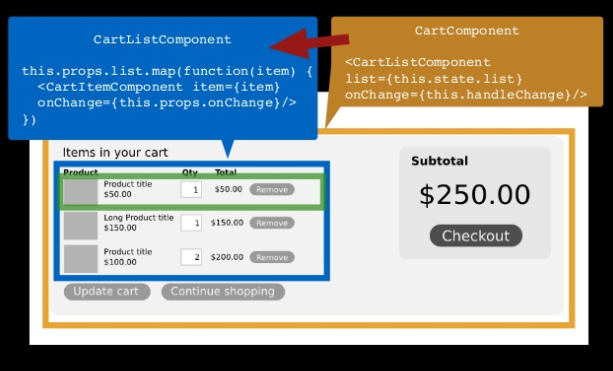 CartListComponent
this.props.list.map(function(item) {
<CartItemComponent item={item}
onChange={this.props.onChange}/>
})
CartComponent
<CartListComponent
list={this.state.list}
onChange={this.handleChange}/>
Items in your cart
Product Qty Total
Product title
$50.00
1 $50.00 Remove
Long Product title
$150.00
1 $150.00 Remove
Product title
$100.00
2 $200.00 Remove
Update cart Continue shopping
Subtotal
$250.00
Checkout